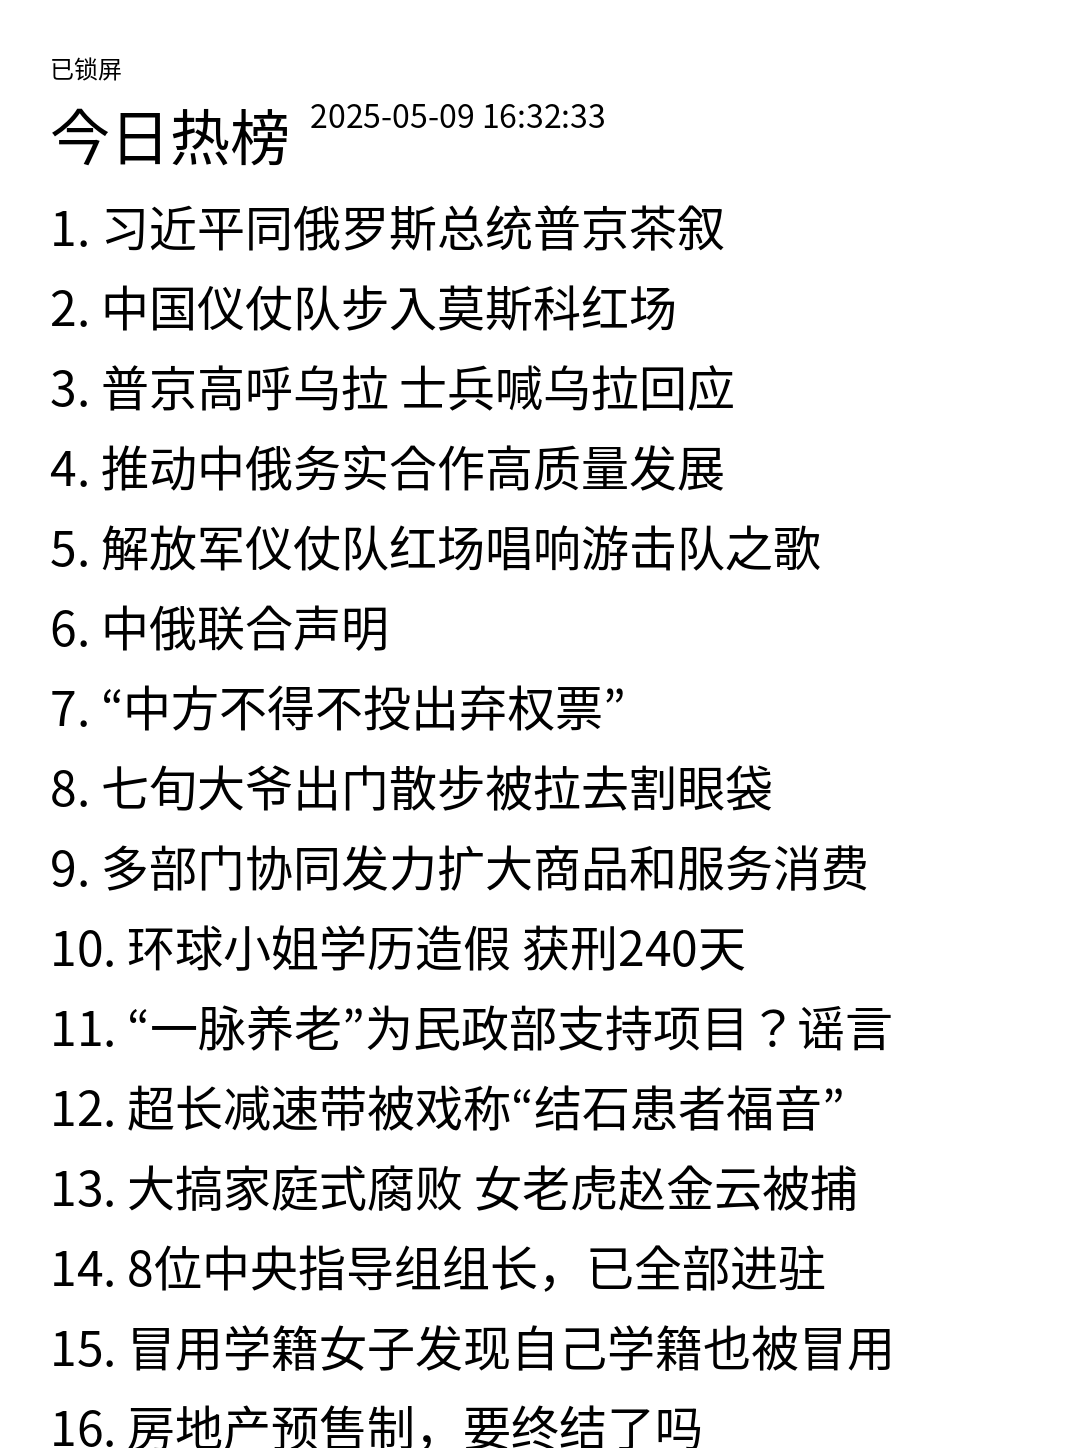 已锁屏
今日热榜 2025-05-09 16:32:33
1. 习近平同俄罗斯总统普京茶叙
2. 中国仪仗队步入莫斯科红场
3. 普京高呼乌拉 士兵喊乌拉回应
4. 推动中俄务实合作高质量发展
5. 解放军仪仗队红场唱响游击队之歌
6. 中俄联合声明
7. “中方不得不投出弃权票”
8. 七旬大爷出门散步被拉去割眼袋
9. 多部门协同发力扩大商品和服务消费
10. 环球小姐学历造假 获刑240天
11. “一脉养老”为民政部支持项目？谣言
12. 超长减速带被戏称“结石患者福音”
13. 大搞家庭式腐败 女老虎赵金云被捕
14. 8位中央指导组组长，已全部进驻
15. 冒用学籍女子发现自己学籍也被冒用
16. 房地产预售制，要终结了吗